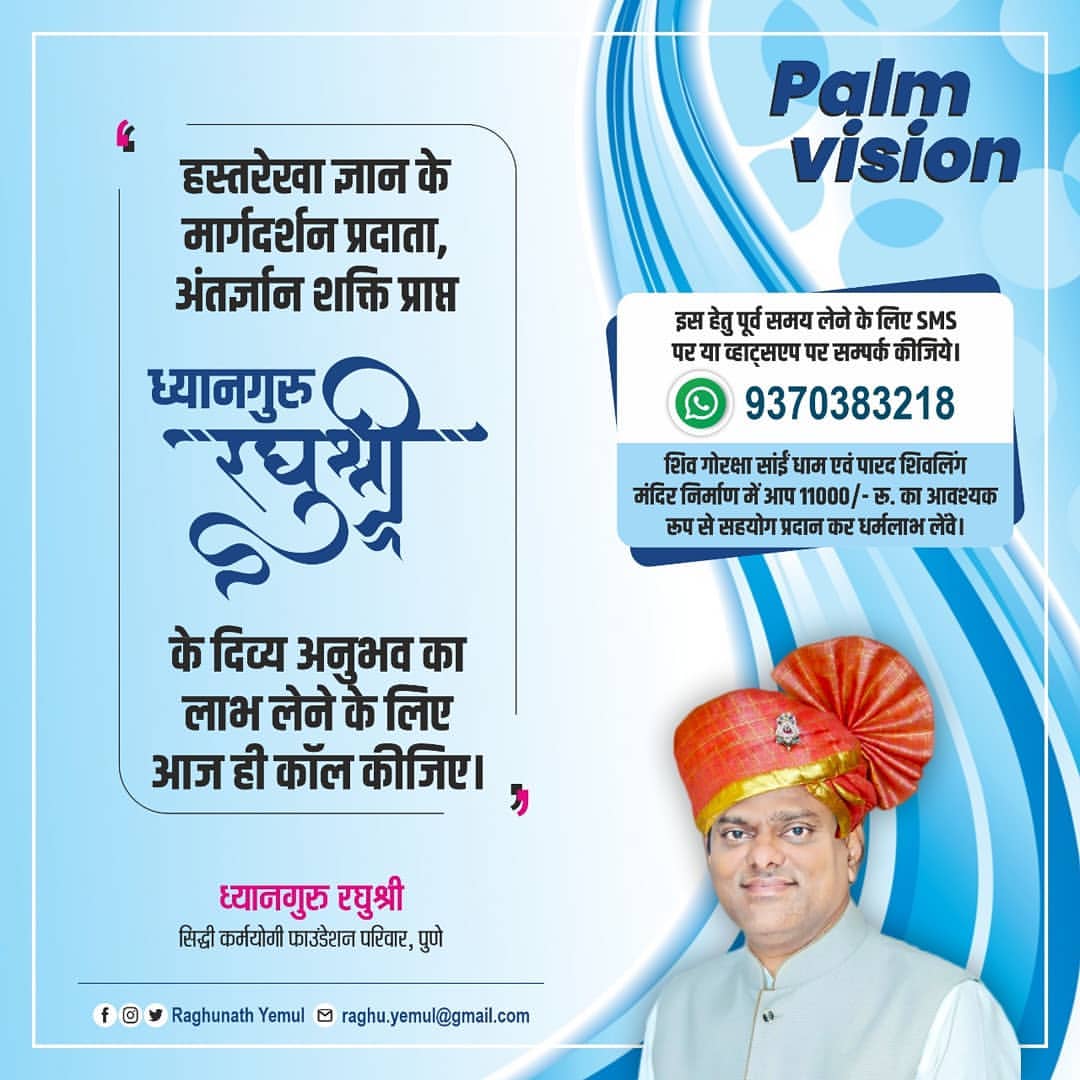 Palm
vision
हस्तरेखा ज्ञान के
मार्गदर्शन प्रदाता,
अंतर्ज्ञान शक्ति प्राप्त
ध्यानगुरु
रघुश्री
के दिव्य अनुभव का
लाभ लेने के लिए
आज ही कॉल कीजिए।
इस हेतु पूर्व समय लेने के लिए SMS
पर या व्हाट्सएप पर सम्पर्क कीजिये।
9370383218
शिव गोरक्षा सांईं धाम एवं पारद शिवलिंग
मंदिर निर्माण में आप 11000/- रू. का आवश्यक
रूप से सहयोग प्रदान कर धर्मलाभ लेंवे।
ध्यानगुरु रघुश्री
सिद्धी कर्मयोगी फाउंडेशन परिवार, पुणे
Raghunath Yemul raghu.yemul@gmail.com